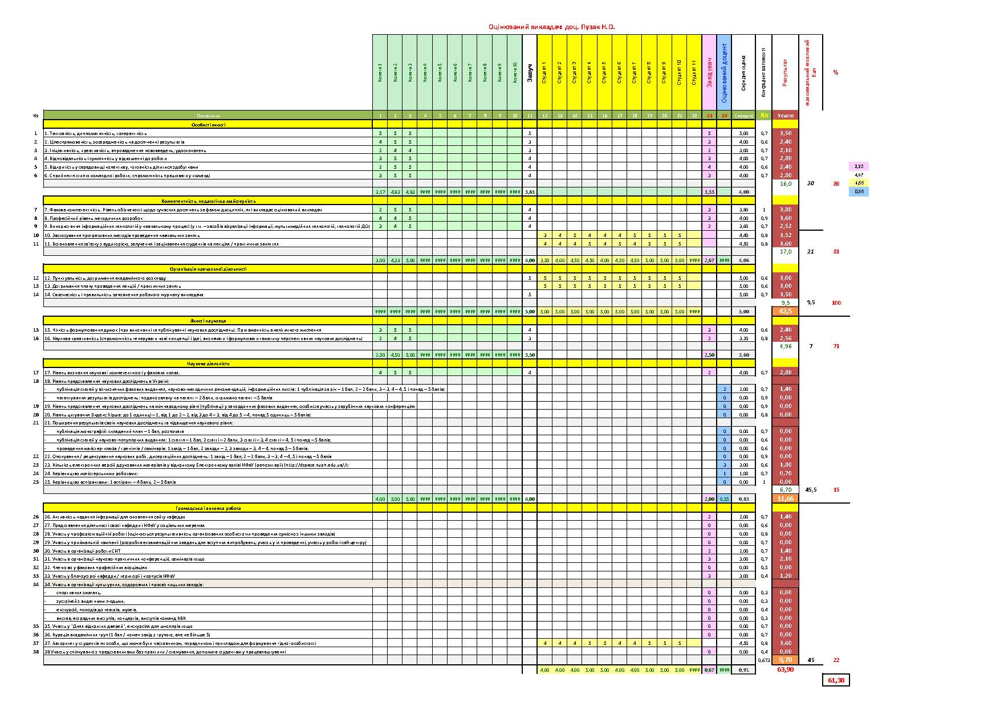 Оцінюваний викладач: доц. Пузак Н.О.
Колега 1 Колега 2 Колега 3 Колега 4 Колега 5 Колега 6 Колега 7 Колега 8 Колега 9 Колега 10 Завуч Студент 1 Студент 2 Студент 3 Студент 4 Студент 5 Студент 6 Студент 7 Студент 8 Студент 9 Студент 10 Студент 11 Завідувач Оцінюваний доцент Середня оцінка Коефіцієнт вагомості Результат максимальний можливий бал %
№ Показники 1 2 3 4 5 6 7 8 9 10 11 12 13 14 15 16 17 18 19 20 21 22 23 24 Середнє Кв Усього
Особисті якості
1 1. Тактовність, дипломатичність, толерантність 5 5 5 5 5 5,00 0,7 3,50
2 2. Цілеспрямованість, зосередженість на досягненні результатів 4 5 5 3 3 4,00 0,6 2,40
3 3. Ініціативність, креативність, впровадження нововведень, удосконалень 2 4 4 3 2 3,00 0,7 2,10
4 4. Відповідальність і сумлінність у відношенні до роботи 3 5 5 4 3 4,00 0,7 2,80
5 5. Відкритість у середовищі колективу, готовність ділитися здобутками 2 5 5 4 4 4,00 0,6 2,40 2,23
6 6. Сприйняття стилю командної роботи, спроможність працювати у команді 3 5 5 4 3 4,00 0,7 2,80 4,07
16,0 20 80 4,65
3,17 4,83 4,83 #### #### #### #### #### #### #### 3,83 3,33 4,00 0,55
Компетентність, педагогічна майстерність
7 7. Фахова компетентність. Рівень обізнаності щодо сучасних досягнень за фахом дисциплін, які викладає оцінюваний викладач 2 5 5 4 3 3,80 1 3,80
8 8. Професійний рівень методичних розробок 4 4 5 4 3 4,00 0,9 3,60
9 9. Використання інформаційних технологій у навчальному процесі (у т.ч. – засобів візуалізації інформації, мультимедійних технологій, технологій ДО) 3 4 5 4 2 3,60 0,7 2,52
10 10. Застосування прогресивних методів проведення навчальних занять 3 4 5 4 4 4 5 5 5 5 4,40 0,8 3,52
11 11. Встановлення зв'язку з аудиторією, залучення і зацікавлення студентів на лекціях / практичних заняттях 4 4 4 5 4 4 5 5 5 5 4,50 0,8 3,60
17,0 21 81
3,00 4,33 5,00 #### #### #### #### #### #### #### 4,00 3,50 4,00 4,50 4,50 4,00 4,00 5,00 5,00 5,00 5,00 #### 2,67 #### 4,06
Організація навчальної діяльності
12 12. Пунктуальність, дотримання академічного розкладу 5 5 5 5 5 5 5 5 5 5 5 5,00 0,6 3,00
13 13. Дотримання плану проведення лекцій / практичних занять 5 5 5 5 5 5 5 5 5 5 5,00 0,6 3,00
14 14. Своєчасність і правильність заповнення робочого журналу викладача 5 5,00 0,7 3,50
9,5 9,5 100
#### #### #### #### #### #### #### #### #### #### 5,00 5,00 5,00 5,00 5,00 5,00 5,00 5,00 5,00 5,00 5,00 #### 5,00 42,5
Якості науковця
15 15. Чіткість формулювання думок (при виконанні та публікуванні наукових досліджень). Притаманність аналітичного мислення 3 5 5 4 3 4,00 0,6 2,40
16 16. Наукова креативність (спроможність генерувати нові концепції і ідеї, визначати і формулювати тематику перспективних наукових досліджень) 2 4 5 3 2 3,20 0,8 2,56
4,96 7 71
2,50 4,50 5,00 #### #### #### #### #### #### #### 3,50 2,50 3,60
Наукова діяльність
17 17. Рівень визнання наукової компетентності у фахових колах. 4 5 5 4 2 4,00 0,7 2,80
18 18. Рівень представлення наукових досліджень в Україні:
- публікація статей у вітчизняних фахових виданнях, науково-методичних рекомендацій, інформаційних листів: 1 публікація за рік – 1 бал, 2 – 2 бали, 3 – 3, 4 – 4, 5 і понад – 5 балів) 2 2,00 0,7 1,40
- патентування результатів досліджень: подано заявку на патент – 2 бали, отримано патент – 5 балів 0 0,00 0,9 0,00
19 19. Рівень представлення наукових досліджень на міжнародному рівні (публікації у закордонних фахових виданнях, особиста участь у зарубіжних наукових конференціях 0 0,00 0,9 0,00
20 20. Рівень цитування (Індекс Хірша: до 1 одиниці – 1, від 1 до 2 – 2, від 3 до 4 – 3, від 4 до 5 – 4, понад 5 одиниць – 5 балів) 0 0,00 0,8 0,00
21 21. Поширення результатів своїх наукових досліджень та підвищення наукового рівня:
- публікація монографій: складений план – 1 бал, розпочата 0 0,00 0,7 0,00
- публікація статей у науково-популярних виданнях: 1 стаття – 1 бал, 2 статті – 2 бали, 3 статті – 3, 4 статті – 4, 5 і понад – 5 балів; 0 0,00 0,6 0,00
- проведення майстер-класів / тренінгів / семінарів: 1 захід – 1 бал, 2 заходи – 2, 3 заходи – 3, 4 – 4, понад 5 – 5 балів. 0 0,00 0,6 0,00
22 22. Опонування / рецензування наукових робіт, дисертаційних досліджень: 1 захід – 1 бал, 2 – 2 бали, 3 – 3, 4 – 4, 5 і понад – 5 балів 0 0,00 0,9 0,00
23 23. Кількість електронних версій друкованих матеріалів у відкритому Електронному архіві НФаУ (репозитарії) (http://dspace.nuph.edu.ua//): 3 3,00 0,6 1,80
24 24. Керівництво магістерськими роботами: 1 1,00 0,7 0,70
25 25. Керівництво аспірантами: 1 аспірант – 4 бали, 2 – 5 балів 0 0,00 1 0,00
6,70 45,5 15
4,00 5,00 5,00 #### #### #### #### #### #### #### 4,00 2,00 0,55 0,83 11,66
Громадська і виховна робота
26 26. Активність надання інформації для оновлення сайту кафедри 2 2,00 0,7 1,40
27 27. Представлення діяльності своєї кафедри і НФаУ у соціальних мережах 0 0,00 0,6 0,00
28 28. Участь у профорієнтаційній роботі (оцінюється результативність організованих особисто чи проведених сумісно з іншими заходів) 0 0,00 0,8 0,00
29 29. Участь у приймальній кампанії (розробка екзаменаційних завдань для вступних випробувань, участь у їх проведенні, участь у роботі call-центру) 0 0,00 0,7 0,00
30 30. Участь в організації роботи СНТ 2 2,00 0,7 1,40
31 31. Участь в організації науково-практичних конференцій, семінарів тощо 3 3,00 0,7 2,10
32 32. Членство у фахових професійних асоціаціях 0 0,00 0,5 0,00
33 33. Участь у благоустрої кафедри / території і корпусів НФаУ 3 3,00 0,4 1,20
34 34. Участь в організації культурних, оздоровчих і просвітницьких заходів:
- спортивних змагань, 0 0,00 0,3 0,00
- зустрічей з видатними людьми, 0 0,00 0,3 0,00
- екскурсій, походів до театрів, музеїв, 0 0,00 0,4 0,00
- вистав, естрадних виступів, концертів, виступів команд КВК 0 0,00 0,3 0,00
35 35. Участь у "Днях відкритих дверей", екскурсіях для школярів тощо 0 0,00 0,7 0,00
36 36. Курація академічних груп (1 бал / кожен захід з групою, але не більше 5) 0 0,00 0,7 0,00
37 37. Авторитет у студентів як особи, що може бути наставником, порадником і прикладом для формування гідної особистості 4 4 4 5 5 4 4 5 5 5 4,50 0,8 3,60
38 38 Участь у спілкуванні з представниками баз практики / стажування, допомога студентам у працевлаштуванні 0 0,00 0,4 0,00
0,673 9,70 45 22
4,00 4,00 4,00 5,00 5,00 4,00 4,00 5,00 5,00 5,00 #### 0,67 #### 0,91 63,90
61,38